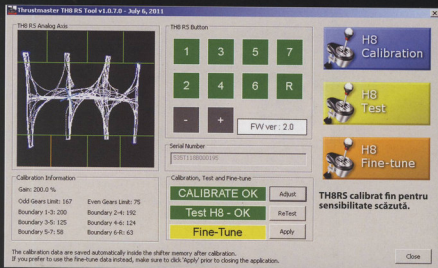 Thrustmaster TH8 RS Tool v1.0.7.0 - July 6, 2011
TH8 RS Analog Axis
TH8 RS Button
1 3 5 7
2 4 6 R
- +
FW ver : 2.0
Serial Number
H8
Calibration
H8
Test
H8
Fine-tune
TH8RS calibrat fin pentru
sensibilitate scăzută.
Calibration Information
Gain: 200.0 %
Odd Gears Limit: 167 Even Gears Limit: 75
Boundary 1-3: 200 Boundary 2-4: 192
Boundary 3-5: 125 Boundary 4-6: 124
Boundary 5-7: 58 Boundary 6-R: 63
Calibration, Test and Fine-tune
CALIBRATE OK Adjust
Test H8 - OK ReTest
Fine-Tune Apply
The calibration data are saved automatically inside the shifter memory after calibration.
If you prefer to use the fine-tune data instead, make sure to click 'Apply' prior to closing the application.
Close